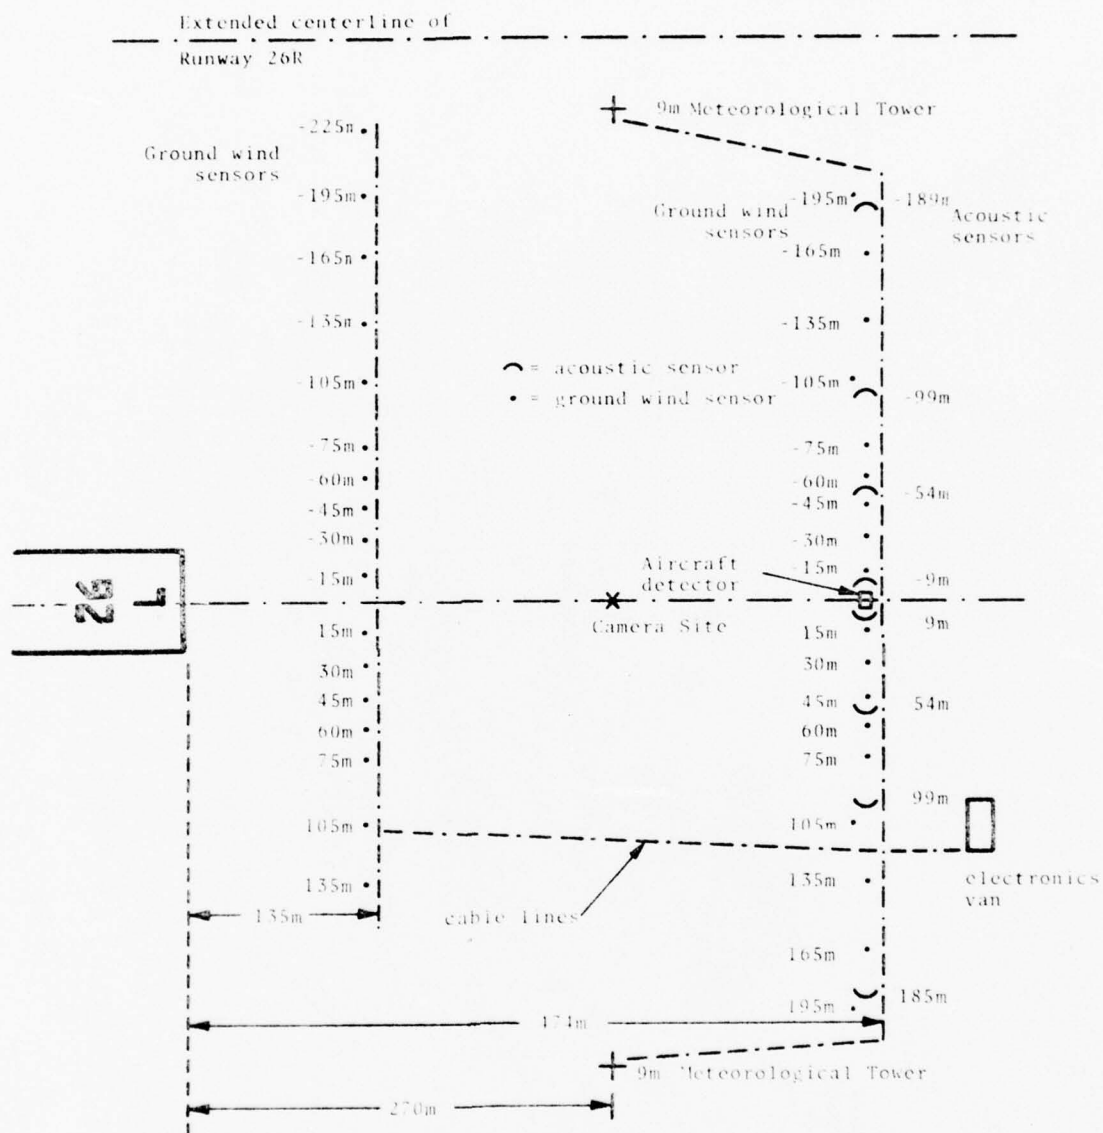 Extended centerline of
Runway 26R
9m Meteorological Tower
-225m
Ground wind
sensors
-195m
-165m
-135m
-105m
-75m
-60m
-45m
-30m
-15m
26
L
15m
30m
45m
60m
75m
105m
135m
135m
⌒ = acoustic sensor
• = ground wind sensor
Camera Site
Aircraft
detector
cable lines
-195m
Ground wind
sensors
-165m
-135m
-105m
-75m
-60m
-45m
-30m
-15m
15m
30m
45m
60m
75m
105m
135m
165m
195m
-189m
Acoustic
sensors
-99m
-54m
-9m
9m
54m
99m
185m
electronics
van
474m
9m Meteorological Tower
270m